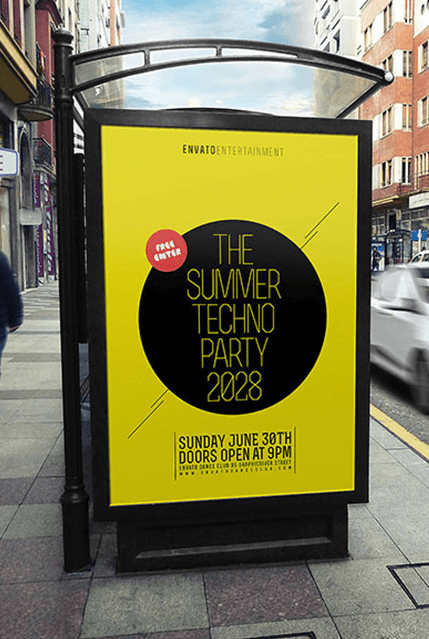 ENVATOENTERTAINMENT
FREE
ENTER
THE
SUMMER
TECHNO
PARTY
2028
SUNDAY JUNE 30TH
DOORS OPEN AT 9PM
ENVATO DANCE CLUB GRAPHICRIVER STREET
WWW.ENVATODANCECLUB.COM